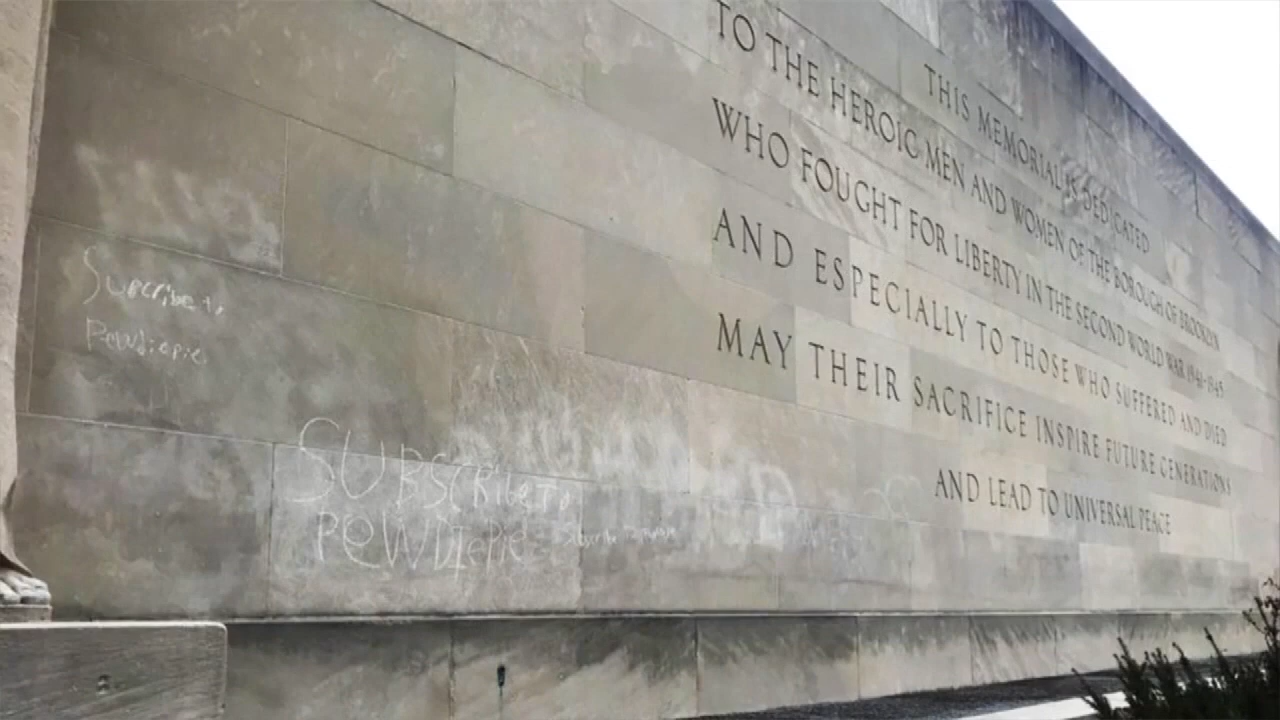 THIS MEMORIAL IS DEDICATED
TO THE HEROIC MEN AND WOMEN OF THE BOROUGH OF BROOKLYN
WHO FOUGHT FOR LIBERTY IN THE SECOND WORLD WAR 1941-1945
AND ESPECIALLY TO THOSE WHO SUFFERED AND DIED
MAY THEIR SACRIFICE INSPIRE FUTURE GENERATIONS
AND LEAD TO UNIVERSAL PEACE
Subcribe to
Pewdiepie
SUBSCRibe To
PeWDIePie